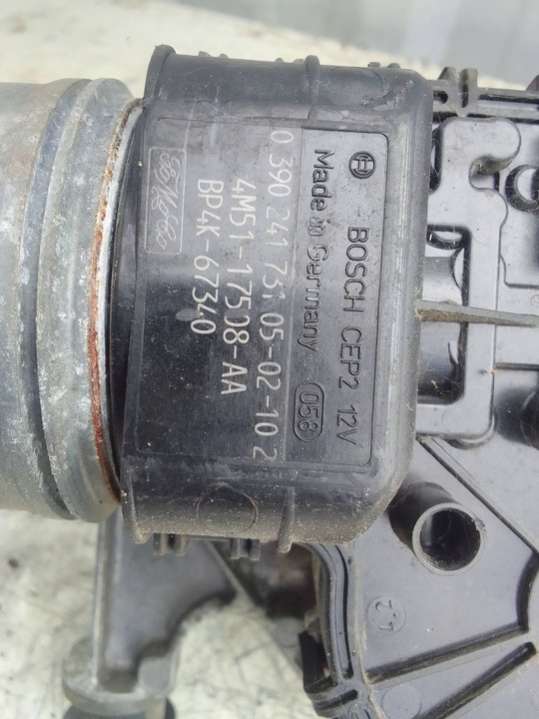 BOSCH CEP2 12V
Made in Germany 058
0 390 241 731 05-02-10 2
4M51-17508-AA
BP4K-67340